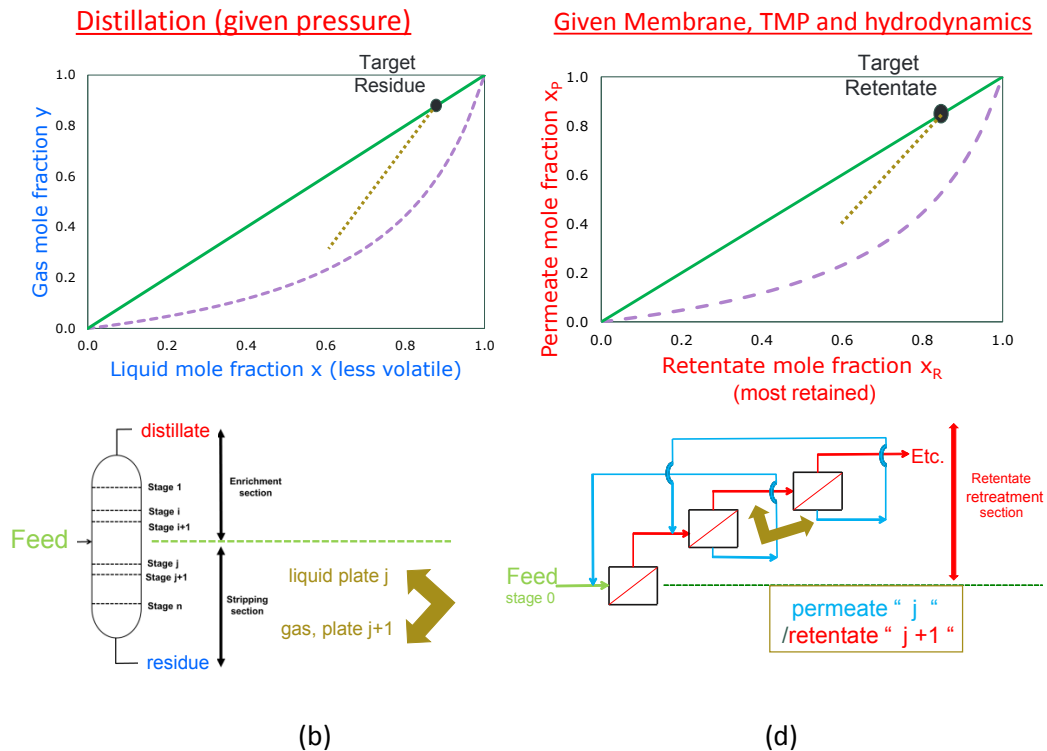 Distillation (given pressure)
Target
Residue
Gas mole fraction y
1.0
0.8
0.6
0.4
0.2
0.0
0.0
0.2
0.4
0.6
0.8
1.0
Liquid mole fraction x (less volatile)
distillate
Stage 1
Stage i
Stage i+1
Enrichment
section
Feed
Stage j
Stage j+1
Stage n
Stripping
section
liquid plate j
gas, plate j+1
residue
(b)
Given Membrane, TMP and hydrodynamics
Target
Retentate
Permeate mole fraction xP
1.0
0.8
0.6
0.4
0.2
0.0
0.0
0.2
0.4
0.6
0.8
1.0
Retentate mole fraction xR
(most retained)
Etc.
Retentate
retreatment
section
Feed
stage 0
permeate “ j “
/retentate “ j +1 “
(d)